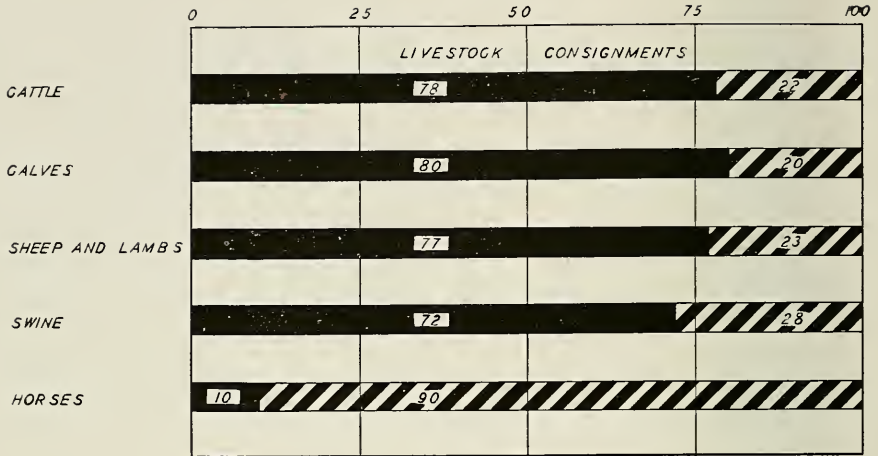 0 25 50 75 100
LIVESTOCK CONSIGNMENTS
CATTLE 78 22
CALVES 80 20
SHEEP AND LAMBS 77 23
SWINE 72 28
HORSES 10 90